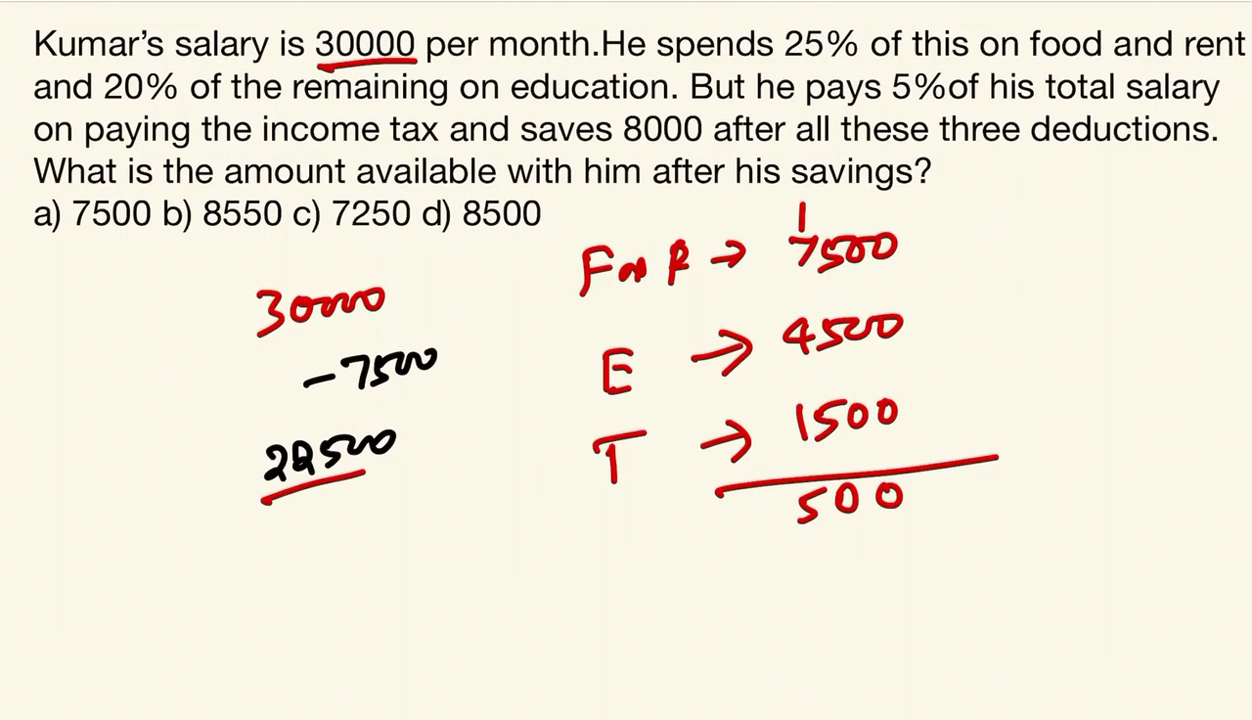 Kumar's salary is 30000 per month.He spends 25% of this on food and rent
and 20% of the remaining on education. But he pays 5%of his total salary
on paying the income tax and saves 8000 after all these three deductions.
What is the amount available with him after his savings?
a) 7500 b) 8550 c) 7250 d) 8500
1
F R → 7500
30000
E → 4500
-7500
T → 1500
22500
500